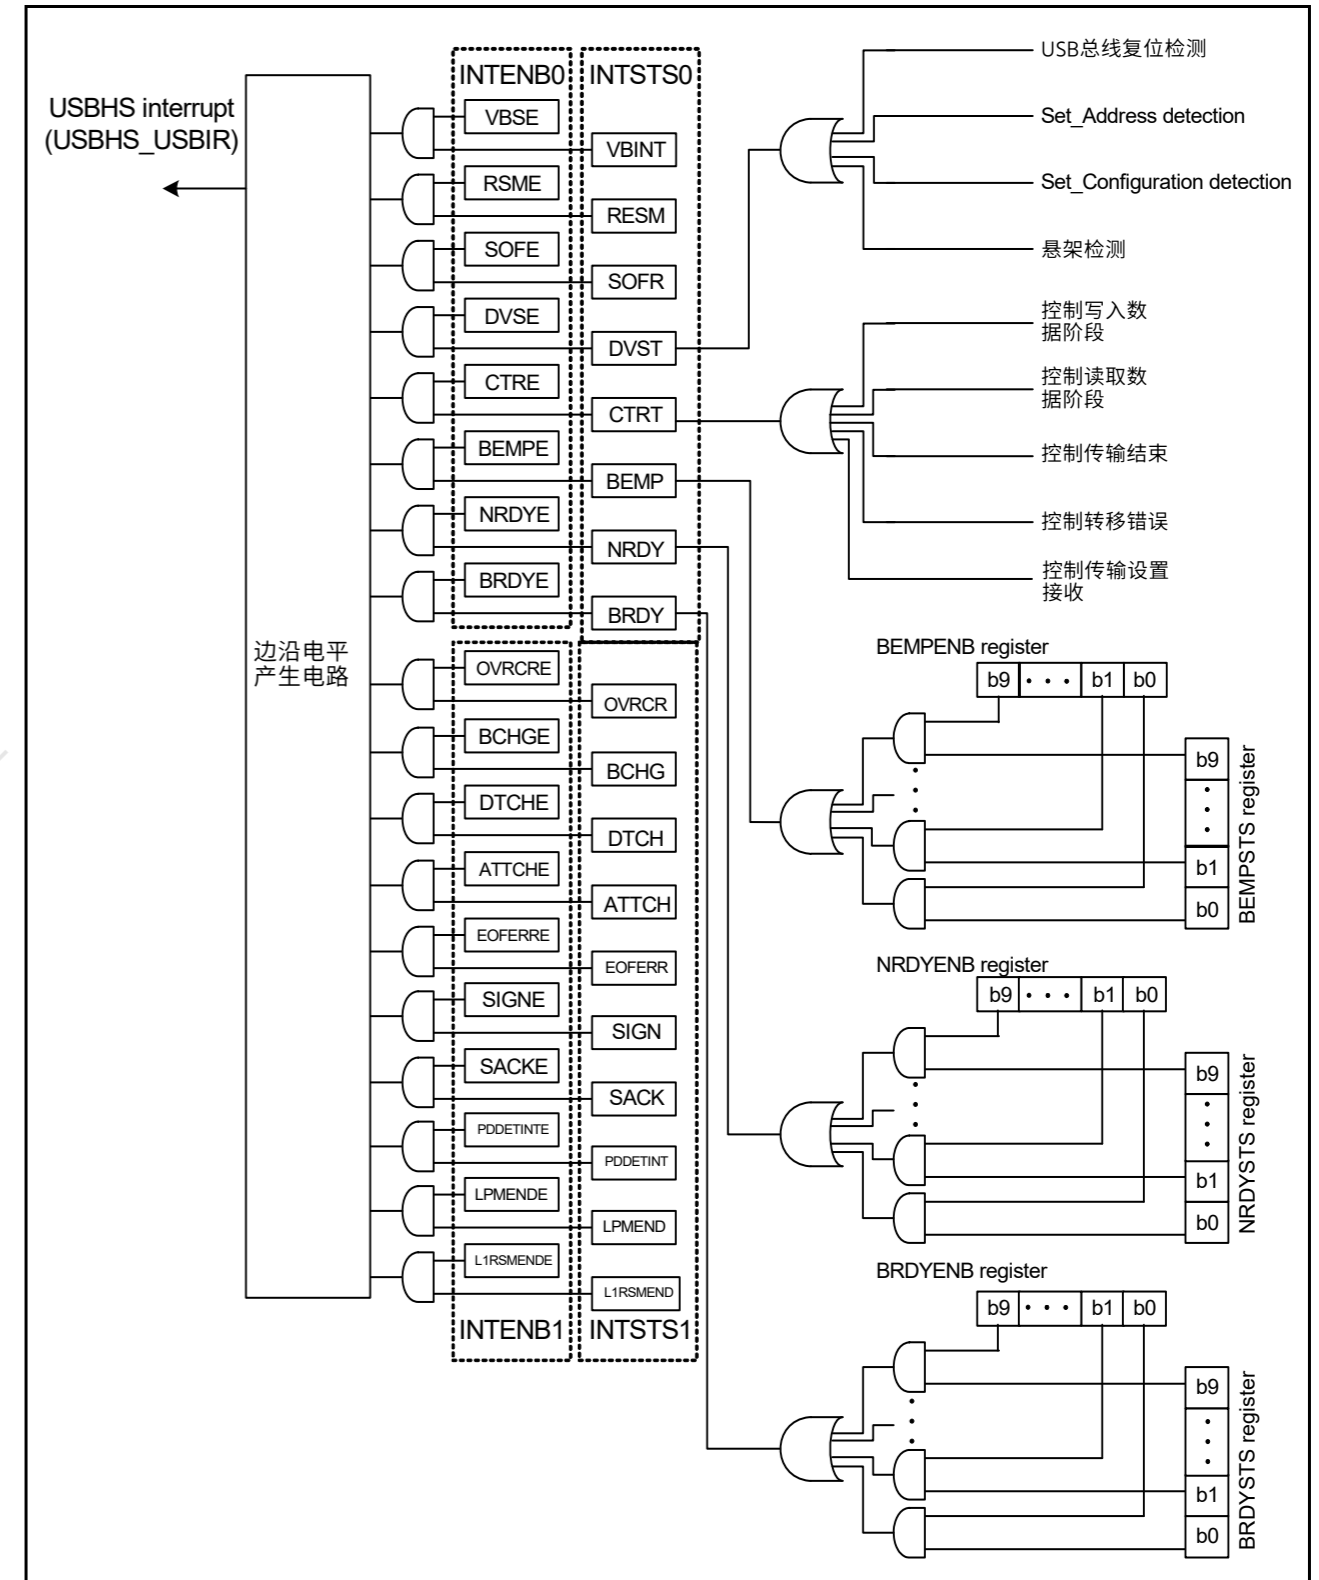 USBHS interrupt
(USBHS_USBIR)
边沿电平
产生电路
INTENB0
VBSE
RSME
SOFE
DVSE
CTRE
BEMPE
NRDYE
BRDYE
OVRCRE
BCHGE
DTCHE
ATTCHE
EOFERRE
SIGNE
SACKE
PDDETINTE
LPMENDE
L1RSMENDE
INTENB1
INTSTS0
VBINT
RESM
SOFR
DVST
CTRT
BEMP
NRDY
BRDY
OVRCR
BCHG
DTCH
ATTCH
EOFERR
SIGN
SACK
PDDETINT
LPMEND
L1RSMEND
INTSTS1
USB总线复位检测
Set_Address detection
Set_Configuration detection
悬架检测
控制写入数
据阶段
控制读取数
据阶段
控制传输结束
控制转移错误
控制传输设置
接收
BEMPENB register
b9 • • • b1 b0
b9
b1
b0
BEMPSTS register
NRDYENB register
b9 • • • b1 b0
b9
b1
b0
NRDYSTS register
BRDYENB register
b9 • • • b1 b0
b9
b1
b0
BRDYSTS register